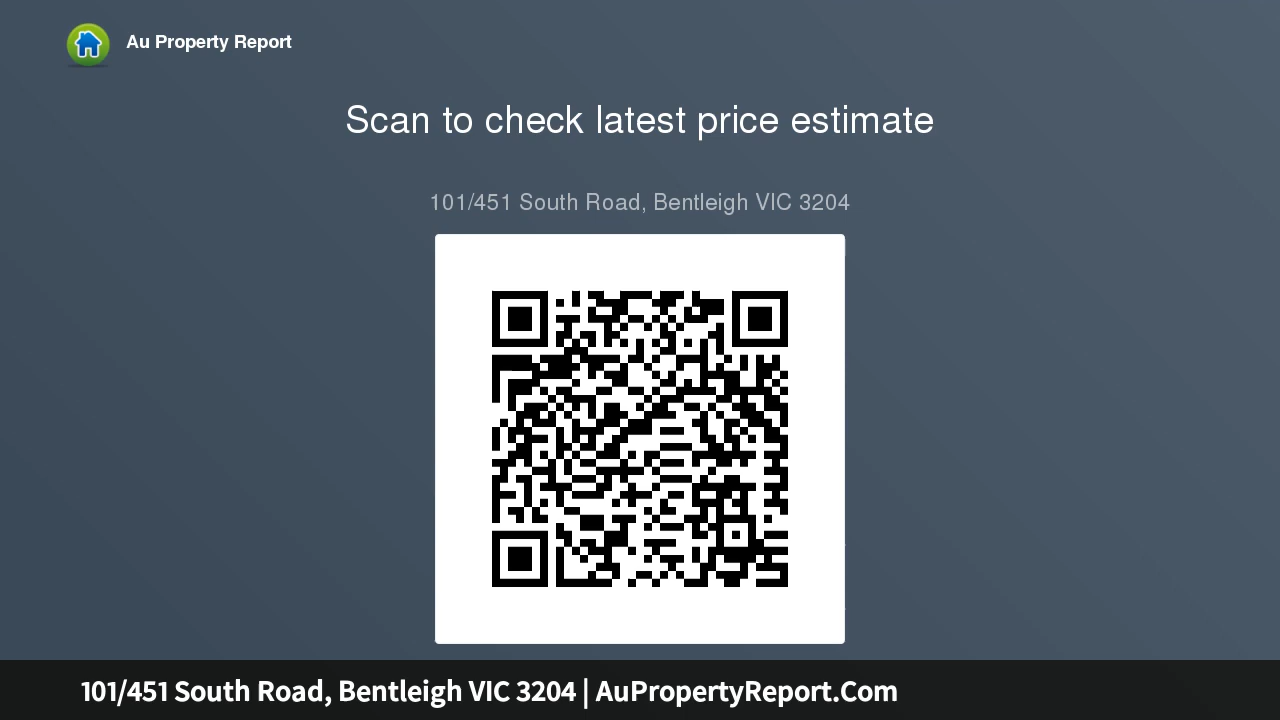 Au Property Report
Scan to check latest price estimate
101/451 South Road, Bentleigh VIC 3204
101/451 South Road, Bentleigh VIC 3204 | AuPropertyReport.Com